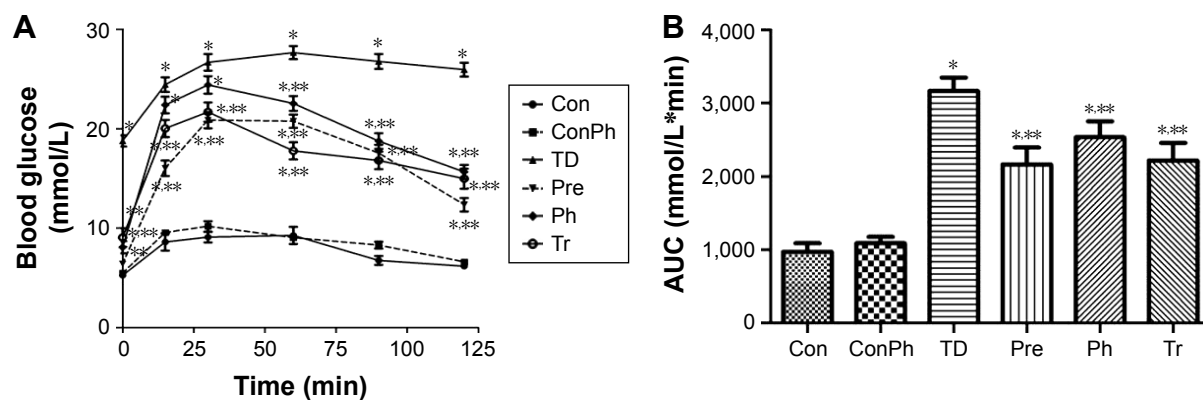 A
Blood glucose
(mmol/L)
30
20
10
0
0
25
50
75
100
125
Time (min)
*
*
*
*
*
*
*
*
*,**
*,**
*,**
*,**
*,**
*,**
*,**
*,**
*,**
*,**
*,**
*,**
*,**
*,**
**
*,**
**
Con
ConPh
TD
Pre
Ph
Tr
B
AUC (mmol/L*min)
4,000
3,000
2,000
1,000
0
*
*,**
*,**
*,**
Con
ConPh
TD
Pre
Ph
Tr